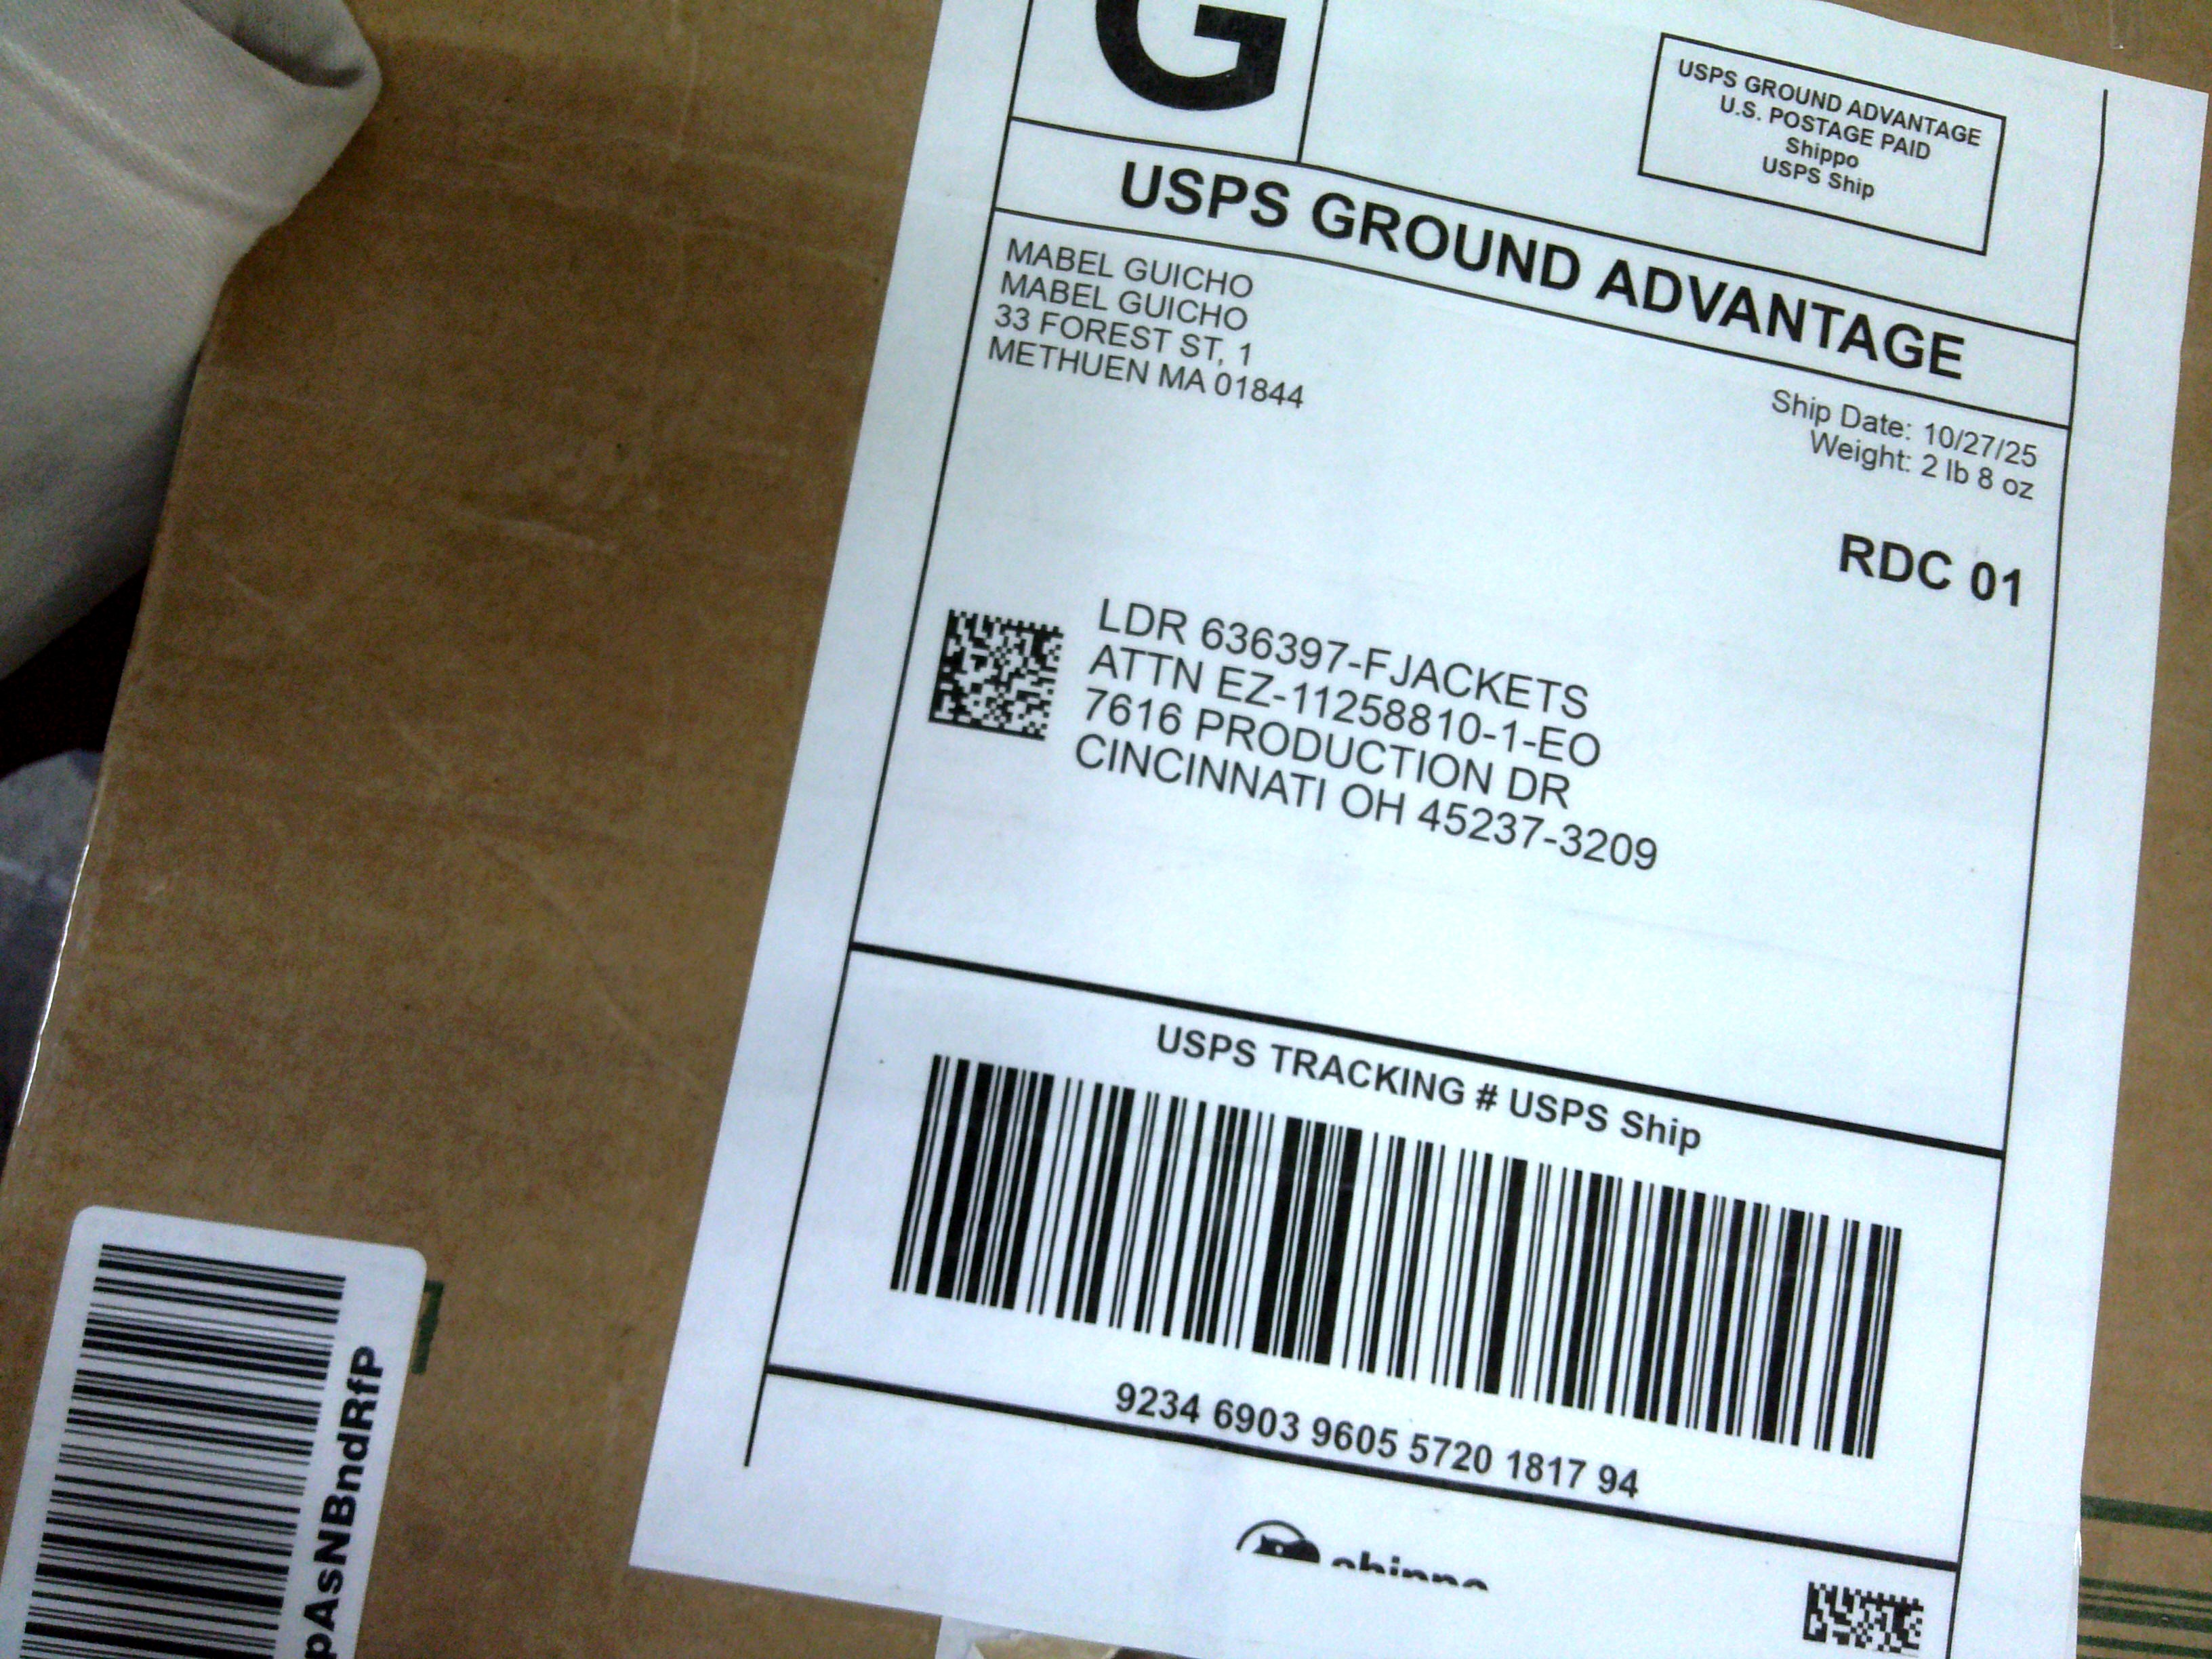 G
USPS GROUND ADVANTAGE
U.S. POSTAGE PAID
Shippo
USPS Ship
USPS GROUND ADVANTAGE
MABEL GUICHO
MABEL GUICHO
33 FOREST ST, 1
METHUEN MA 01844
Ship Date: 10/27/25
Weight: 2 lb 8 oz
RDC 01
LDR 636397-FJACKETS
ATTN EZ-11258810-1-EO
7616 PRODUCTION DR
CINCINNATI OH 45237-3209
USPS TRACKING # USPS Ship
9234 6903 9605 5720 1817 94
shippo
pAsNBndRfP